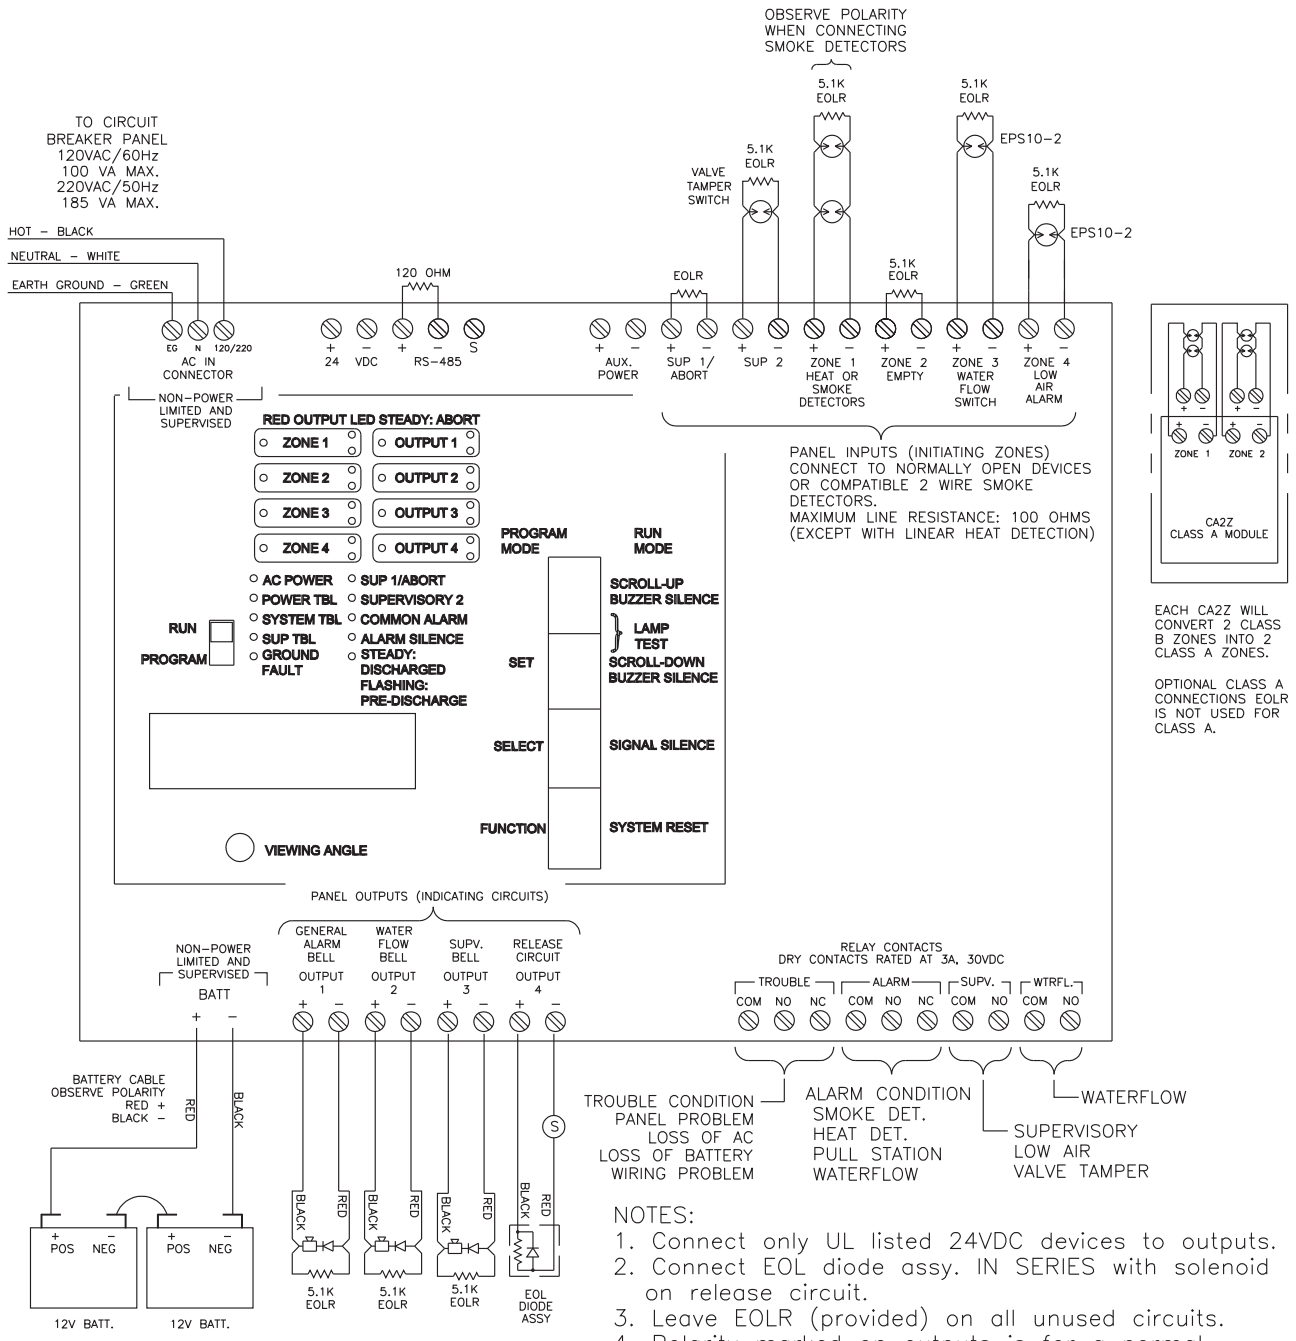 OBSERVE POLARITY
WHEN CONNECTING
SMOKE DETECTORS
5.1K
EOLR
5.1K
EOLR
EPS10-2
TO CIRCUIT
BREAKER PANEL
120VAC/60Hz
100 VA MAX.
220VAC/50Hz
185 VA MAX.
VALVE
TAMPER
SWITCH
5.1K
EOLR
5.1K
EOLR
EPS10-2
HOT – BLACK
NEUTRAL – WHITE
EARTH GROUND – GREEN
120 OHM
EOLR
5.1K
EOLR
EG N 120/220
AC IN
CONNECTOR
+ –
24 VDC
+ – S
RS-485
+ –
AUX.
POWER
+ –
SUP 1/
ABORT
+ –
SUP 2
+ –
ZONE 1
HEAT OR
SMOKE
DETECTORS
+ –
ZONE 2
EMPTY
+ –
ZONE 3
WATER
FLOW
SWITCH
+ –
ZONE 4
LOW
AIR
ALARM
NON-POWER
LIMITED AND
SUPERVISED
RED OUTPUT LED STEADY: ABORT
ZONE 1 OUTPUT 1
ZONE 2 OUTPUT 2
ZONE 3 OUTPUT 3
ZONE 4 OUTPUT 4
AC POWER
POWER TBL
SYSTEM TBL
SUP TBL
GROUND
FAULT
SUP 1/ABORT
SUPERVISORY 2
COMMON ALARM
ALARM SILENCE
STEADY:
DISCHARGED
FLASHING:
PRE-DISCHARGE
RUN
PROGRAM
PROGRAM
MODE
RUN
MODE
SCROLL-UP
BUZZER SILENCE
LAMP
TEST
SET
SCROLL-DOWN
BUZZER SILENCE
SELECT
SIGNAL SILENCE
FUNCTION
SYSTEM RESET
VIEWING ANGLE
PANEL INPUTS (INITIATING ZONES)
CONNECT TO NORMALLY OPEN DEVICES
OR COMPATIBLE 2 WIRE SMOKE
DETECTORS.
MAXIMUM LINE RESISTANCE: 100 OHMS
(EXCEPT WITH LINEAR HEAT DETECTION)
+ – + –
+ – + –
ZONE 1 ZONE 2
CA2Z
CLASS A MODULE
EACH CA2Z WILL
CONVERT 2 CLASS
B ZONES INTO 2
CLASS A ZONES.
OPTIONAL CLASS A
CONNECTIONS EOLR
IS NOT USED FOR
CLASS A.
PANEL OUTPUTS (INDICATING CIRCUITS)
NON-POWER
LIMITED AND
SUPERVISED
BATT
+ –
GENERAL
ALARM
BELL
OUTPUT
1
+ –
WATER
FLOW
BELL
OUTPUT
2
+ –
SUPV.
BELL
OUTPUT
3
+ –
RELEASE
CIRCUIT
OUTPUT
4
+ –
RELAY CONTACTS
DRY CONTACTS RATED AT 3A, 30VDC
TROUBLE
COM NO NC
ALARM
COM NO NC
SUPV.
COM NO
WTRFL.
COM NO
BATTERY CABLE
OBSERVE POLARITY
RED +
BLACK –
RED
BLACK
S
TROUBLE CONDITION
PANEL PROBLEM
LOSS OF AC
LOSS OF BATTERY
WIRING PROBLEM
ALARM CONDITION
SMOKE DET.
HEAT DET.
PULL STATION
WATERFLOW
WATERFLOW
SUPERVISORY
LOW AIR
VALVE TAMPER
BLACK
RED
BLACK
RED
BLACK
RED
BLACK
RED
+ –
POS NEG
+ –
POS NEG
12V BATT.
12V BATT.
5.1K
EOLR
5.1K
EOLR
5.1K
EOLR
EOL
DIODE
ASSY
NOTES:
1. Connect only UL listed 24VDC devices to outputs.
2. Connect EOL diode assy. IN SERIES with solenoid
on release circuit.
3. Leave EOLR (provided) on all unused circuits.
4. Polarity marked on outputs is for a normal